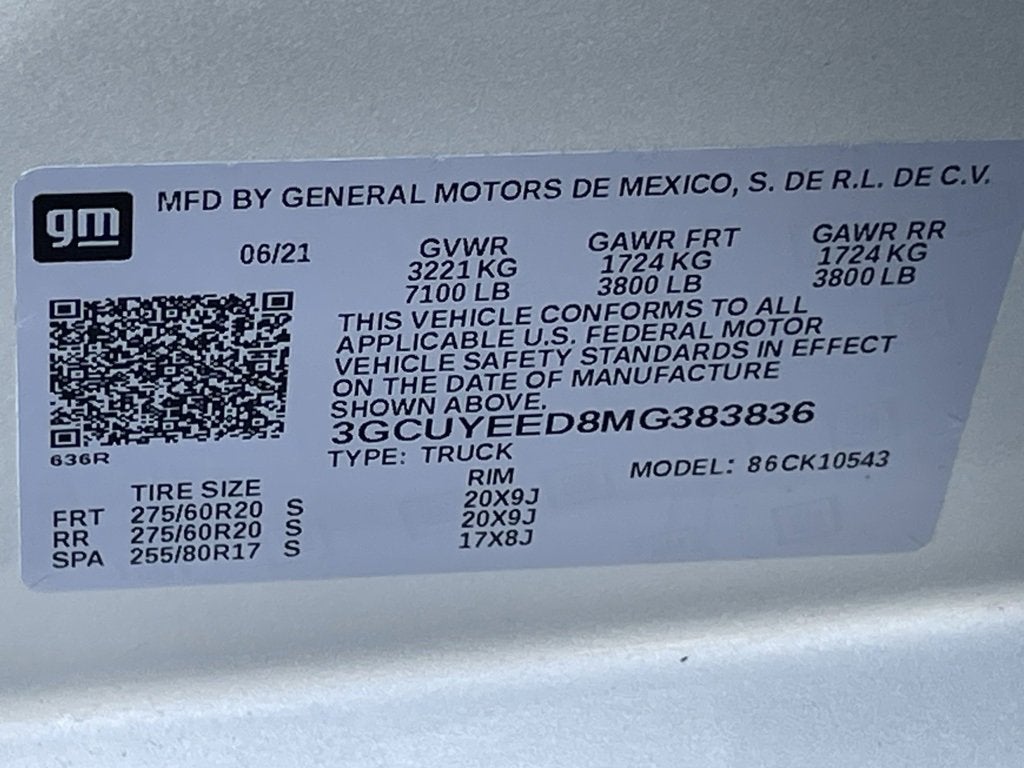 gm
MFD BY GENERAL MOTORS DE MEXICO, S. DE R.L. DE C.V.
06/21 GVWR GAWR FRT GAWR RR
3221 KG 1724 KG 1724 KG
7100 LB 3800 LB 3800 LB
THIS VEHICLE CONFORMS TO ALL
APPLICABLE U.S. FEDERAL MOTOR
VEHICLE SAFETY STANDARDS IN EFFECT
ON THE DATE OF MANUFACTURE
SHOWN ABOVE.
3GCUYEED8MG383836
636R
TYPE: TRUCK MODEL: 86CK10543
TIRE SIZE RIM
FRT 275/60R20 S 20X9J
RR 275/60R20 S 20X9J
SPA 255/80R17 S 17X8J